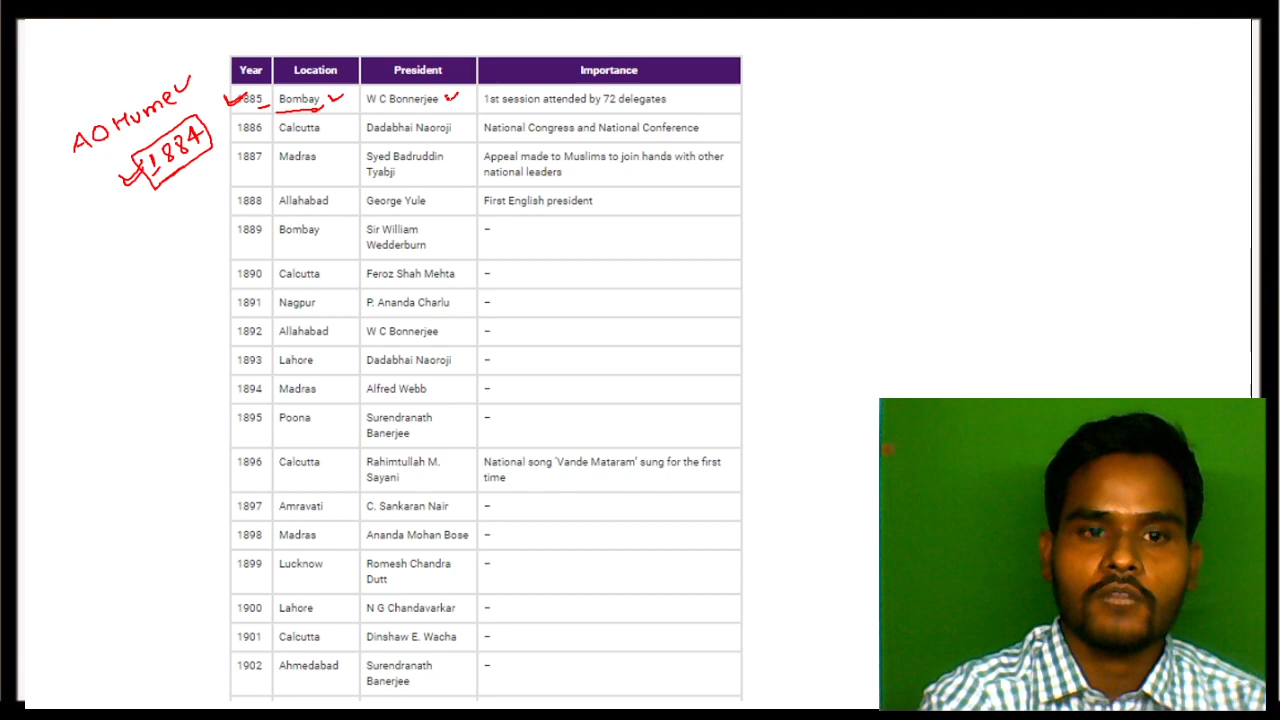 Year Location President Importance
1885 Bombay W C Bonnerjee 1st session attended by 72 delegates
AO Hume
1884
1886 Calcutta Dadabhai Naoroji National Congress and National Conference
1887 Madras Syed Badruddin Appeal made to Muslims to join hands with other
Tyabji national leaders
1888 Allahabad George Yule First English president
1889 Bombay Sir William –
Wedderburn
1890 Calcutta Feroz Shah Mehta –
1891 Nagpur P. Ananda Charlu –
1892 Allahabad W C Bonnerjee –
1893 Lahore Dadabhai Naoroji –
1894 Madras Alfred Webb –
1895 Poona Surendranath –
Banerjee
1896 Calcutta Rahimtullah M. National song ‘Vande Mataram’ sung for the first
Sayani time
1897 Amravati C. Sankaran Nair –
1898 Madras Ananda Mohan Bose –
1899 Lucknow Romesh Chandra –
Dutt
1900 Lahore N G Chandavarkar –
1901 Calcutta Dinshaw E. Wacha –
1902 Ahmedabad Surendranath –
Banerjee